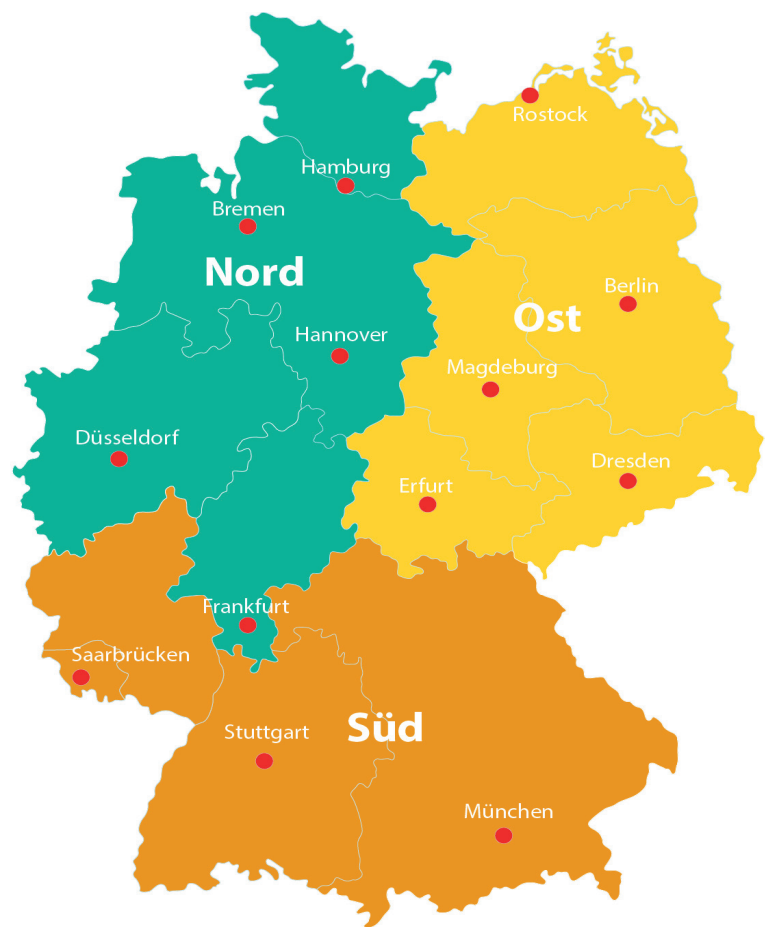 Rostock
Hamburg
Bremen
Nord
Berlin
Ost
Hannover
Magdeburg
Düsseldorf
Dresden
Erfurt
Frankfurt
Saarbrücken
Süd
Stuttgart
München